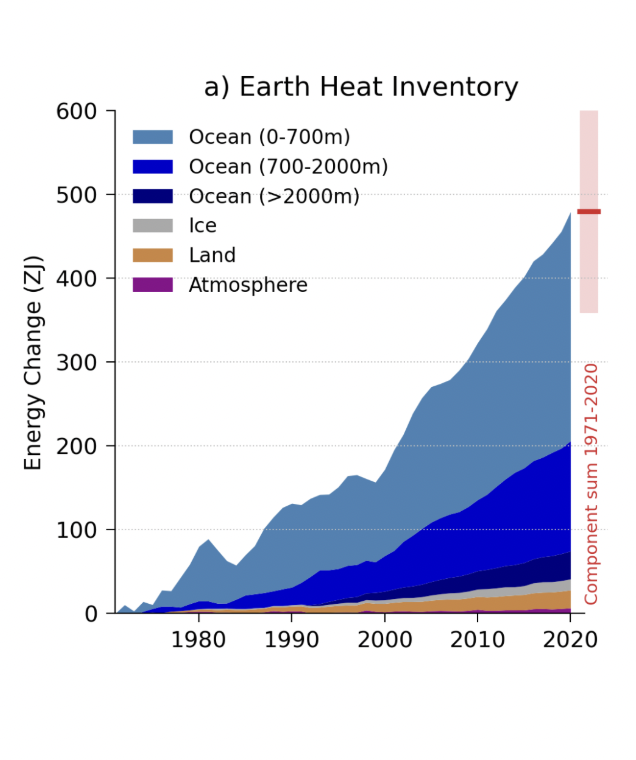 a) Earth Heat Inventory
600
500
400
300
200
100
0
Energy Change (ZJ)
Ocean (0-700m)
Ocean (700-2000m)
Ocean (>2000m)
Ice
Land
Atmosphere
Component sum 1971-2020
1980
1990
2000
2010
2020